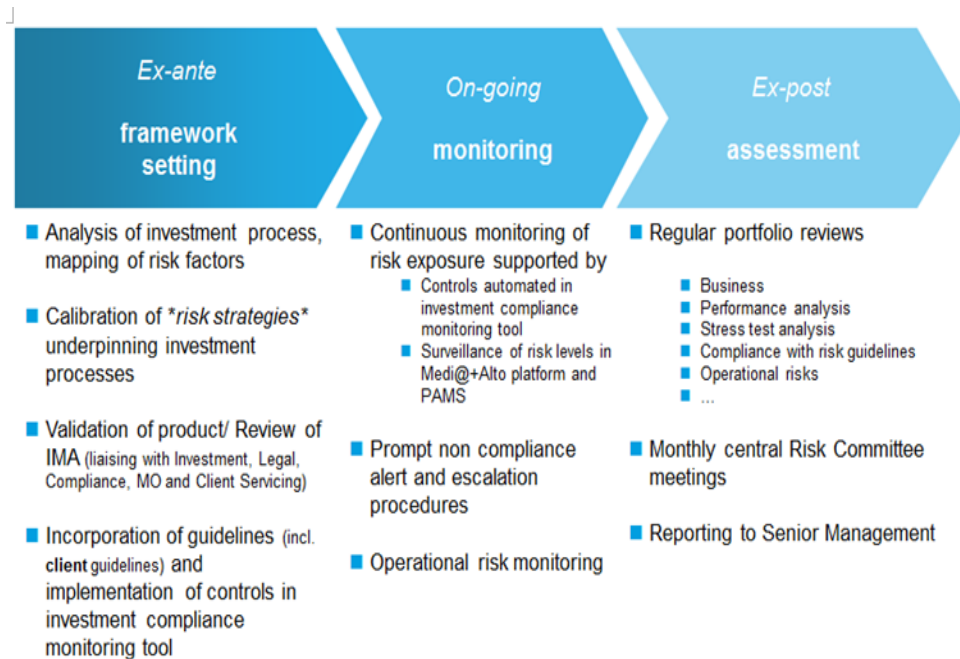 Ex-ante
framework
setting
On-going
monitoring
Ex-post
assessment
■ Analysis of investment process,
mapping of risk factors
■ Calibration of *risk strategies*
underpinning investment
processes
■ Validation of product/ Review of
IMA (liaising with Investment, Legal,
Compliance, MO and Client Servicing)
■ Incorporation of guidelines (incl.
client guidelines) and
implementation of controls in
investment compliance
monitoring tool
■ Continuous monitoring of
risk exposure supported by
■ Controls automated in
investment compliance
monitoring tool
■ Surveillance of risk levels in
Medi@+Alto platform and
PAMS
■ Prompt non compliance
alert and escalation
procedures
■ Operational risk monitoring
■ Regular portfolio reviews
■ Business
■ Performance analysis
■ Stress test analysis
■ Compliance with risk guidelines
■ Operational risks
■ ...
■ Monthly central Risk Committee
meetings
■ Reporting to Senior Management